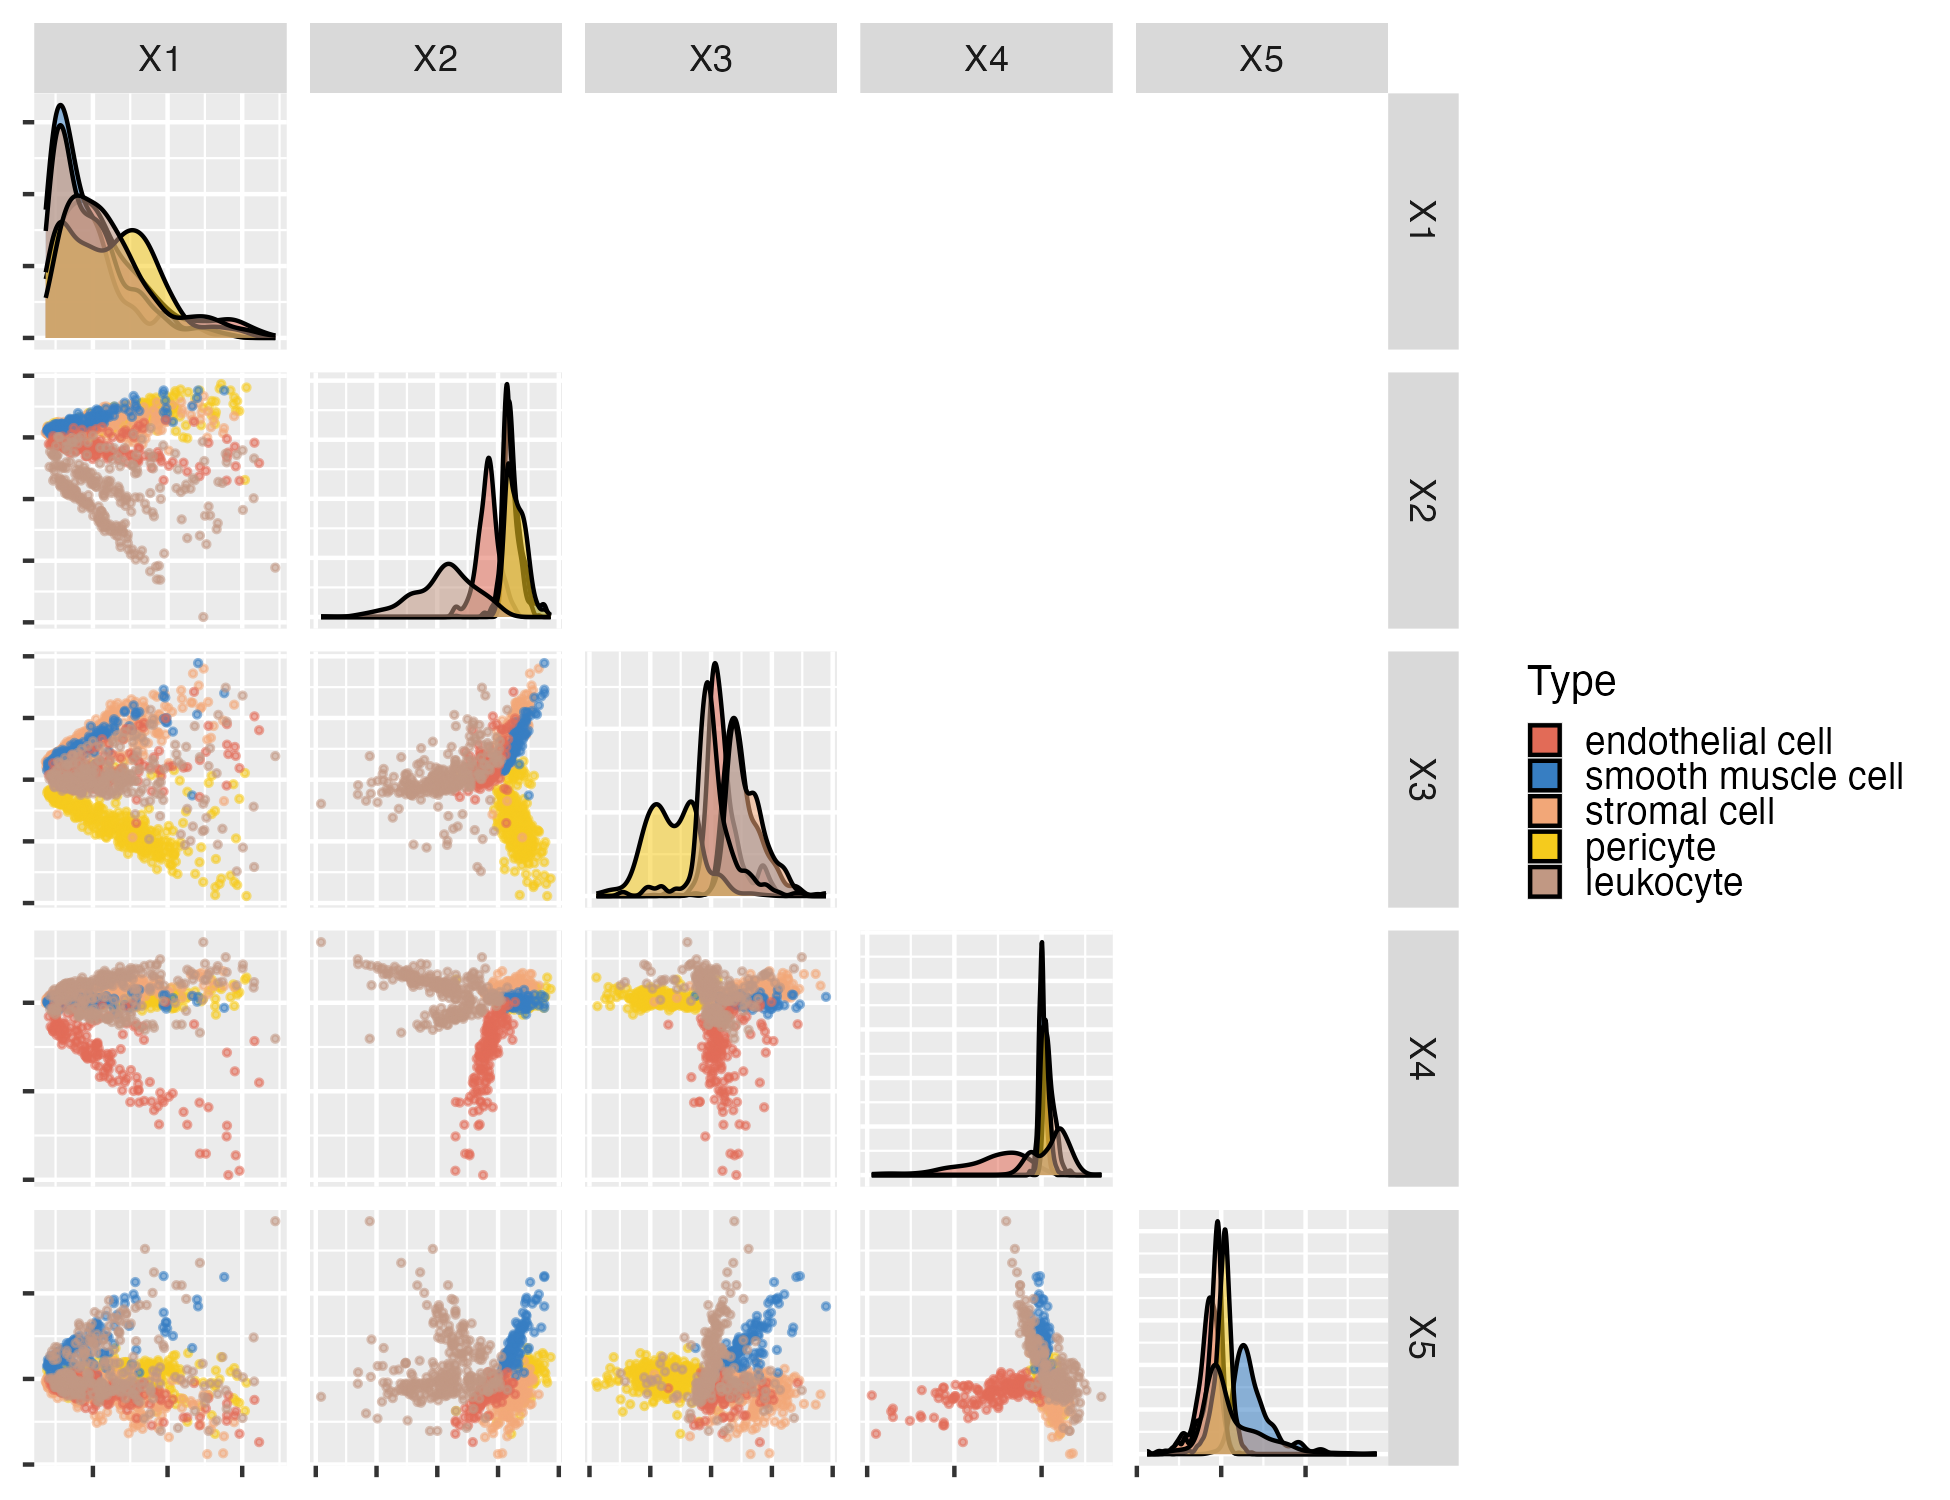 X1
X2
X3
X4
X5
X1
X2
X3
X4
X5
Type
endothelial cell
smooth muscle cell
stromal cell
pericyte
leukocyte